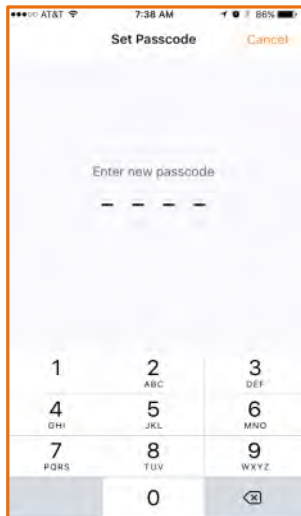 AT&T 7:38 AM 86%
Set Passcode Cancel
Enter new passcode
1 2 3
ABC DEF
4 5 6
GHI JKL MNO
7 8 9
PQRS TUV WXYZ
0